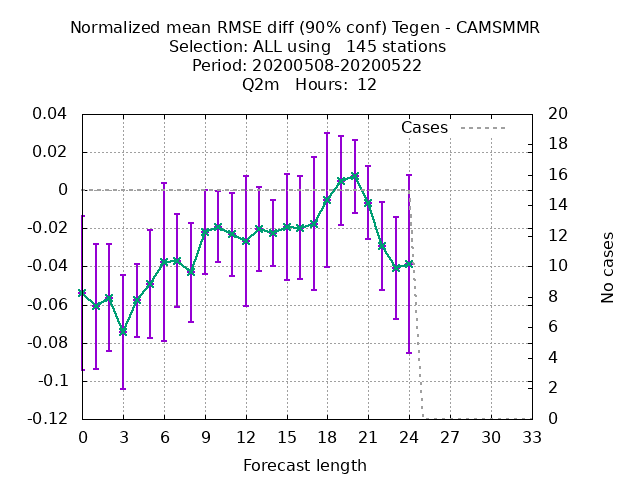 Normalized mean RMSE diff (90% conf) Tegen - CAMSMMR
Selection: ALL using   145 stations
Period: 20200508-20200522
Q2m   Hours:  12
0.04
0.02
0
-0.02
-0.04
-0.06
-0.08
-0.1
-0.12
Cases
20
18
16
14
12
10
8
6
4
2
0
No cases
0 3 6 9 12 15 18 21 24 27 30 33
Forecast length